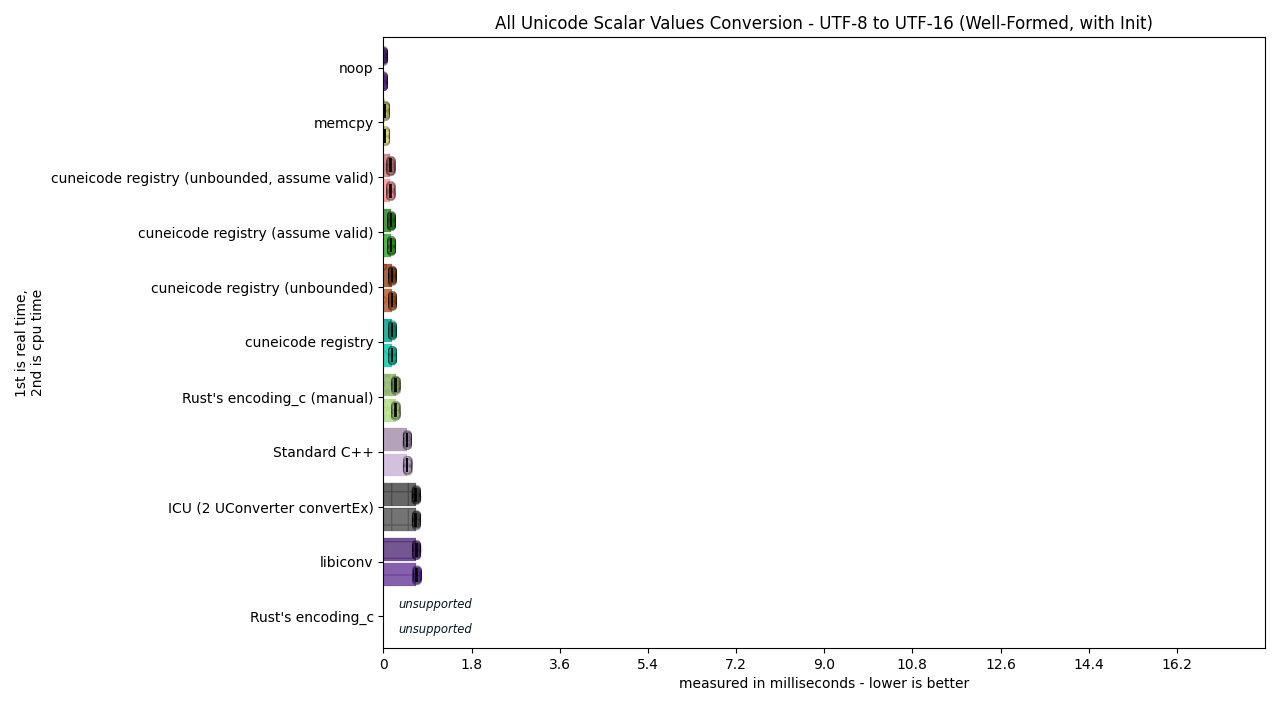 All Unicode Scalar Values Conversion - UTF-8 to UTF-16 (Well-Formed, with Init)
1st is real time,
2nd is cpu time
noop
memcpy
cuneicode registry (unbounded, assume valid)
cuneicode registry (assume valid)
cuneicode registry (unbounded)
cuneicode registry
Rust's encoding_c (manual)
Standard C++
ICU (2 UConverter convertEx)
libiconv
Rust's encoding_c
unsupported
unsupported
0 1.8 3.6 5.4 7.2 9.0 10.8 12.6 14.4 16.2
measured in milliseconds - lower is better